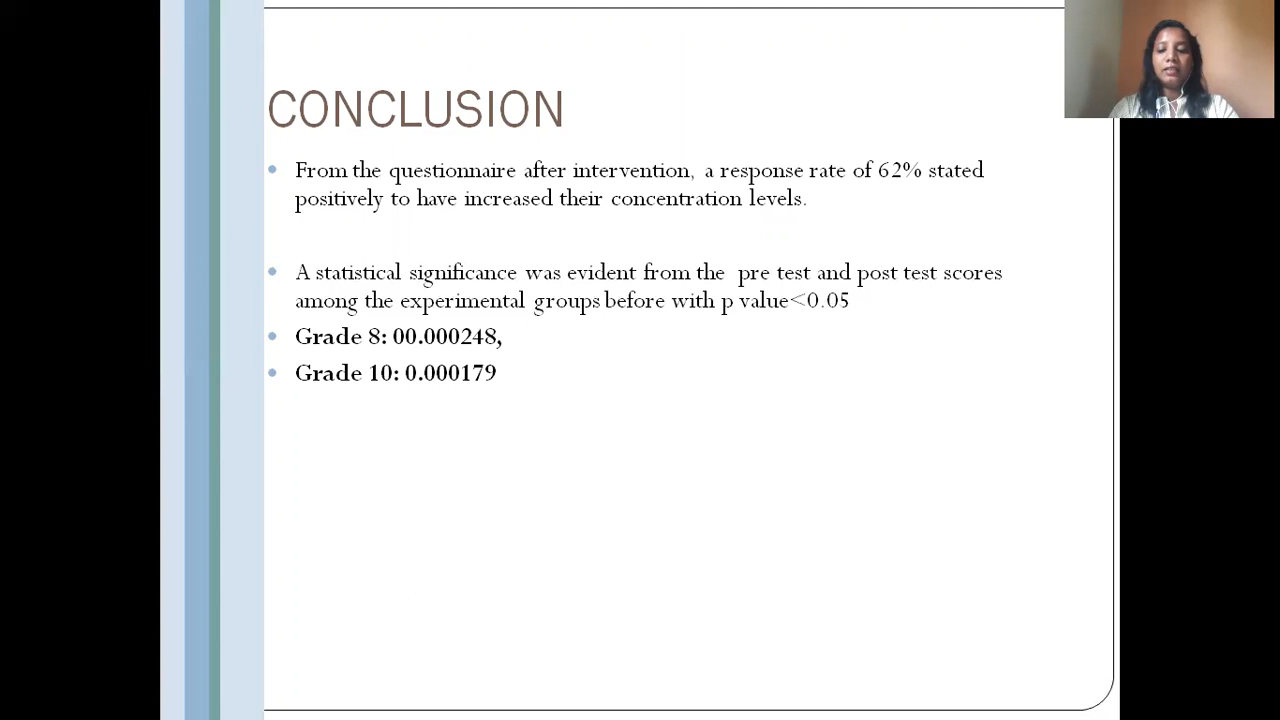 CONCLUSION
From the questionnaire after intervention, a response rate of 62% stated
positively to have increased their concentration levels.
A statistical significance was evident from the pre test and post test scores
among the experimental groups before with p value<0.05
Grade 8: 00.000248,
Grade 10: 0.000179